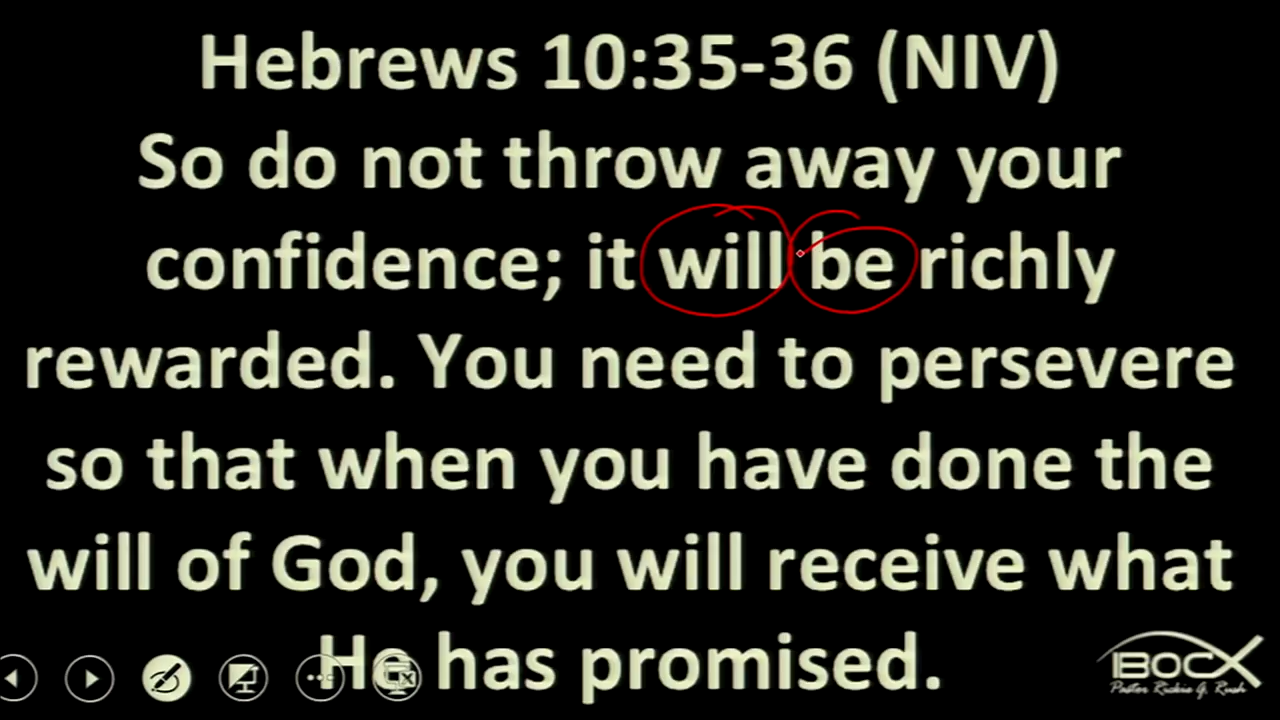 Hebrews 10:35-36 (NIV)
So do not throw away your
confidence; it will be richly
rewarded. You need to persevere
so that when you have done the
will of God, you will receive what
He has promised.
IBOCX
Pastor Rickie G. Rush